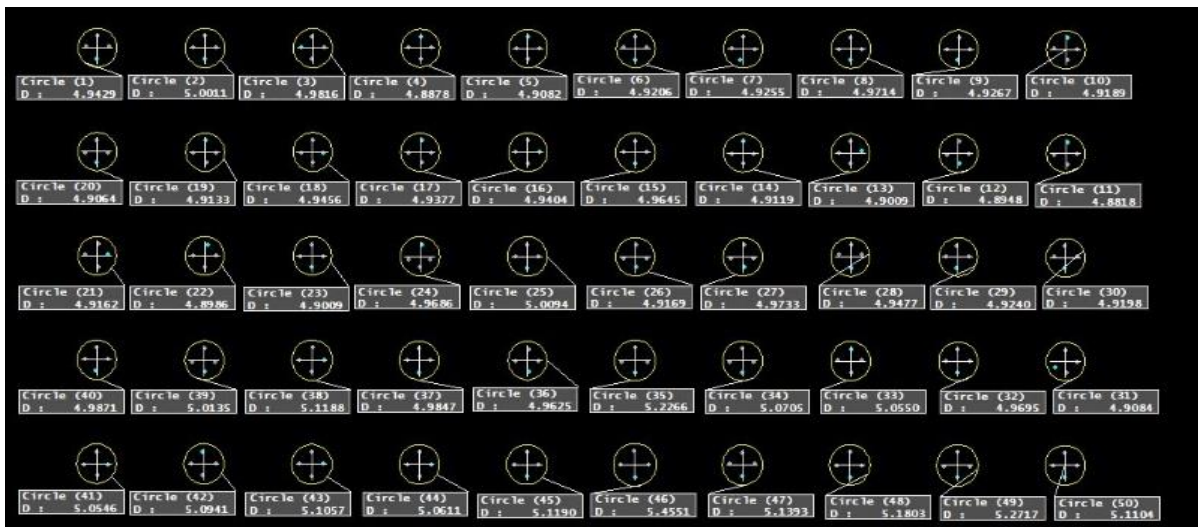 Circle (1)
D : 4.9429
Circle (2)
D : 5.0011
Circle (3)
D : 4.9816
Circle (4)
D : 4.8878
Circle (5)
D : 4.9082
Circle (6)
D : 4.9206
Circle (7)
D : 4.9255
Circle (8)
D : 4.9714
Circle (9)
D : 4.9267
Circle (10)
D : 4.9189
Circle (20)
D : 4.9064
Circle (19)
D : 4.9133
Circle (18)
D : 4.9456
Circle (17)
D : 4.9377
Circle (16)
D : 4.9404
Circle (15)
D : 4.9645
Circle (14)
D : 4.9119
Circle (13)
D : 4.9009
Circle (12)
D : 4.8948
Circle (11)
D : 4.8818
Circle (21)
D : 4.9162
Circle (22)
D : 4.8986
Circle (23)
D : 4.9009
Circle (24)
D : 4.9686
Circle (25)
D : 5.0094
Circle (26)
D : 4.9169
Circle (27)
D : 4.9733
Circle (28)
D : 4.9477
Circle (29)
D : 4.9240
Circle (30)
D : 4.9198
Circle (40)
D : 4.9871
Circle (39)
D : 5.0135
Circle (38)
D : 5.1188
Circle (37)
D : 4.9847
Circle (36)
D : 4.9625
Circle (35)
D : 5.2266
Circle (34)
D : 5.0705
Circle (33)
D : 5.0550
Circle (32)
D : 4.9695
Circle (31)
D : 4.9084
Circle (41)
D : 5.0546
Circle (42)
D : 5.0941
Circle (43)
D : 5.1057
Circle (44)
D : 5.0611
Circle (45)
D : 5.1190
Circle (46)
D : 5.4551
Circle (47)
D : 5.1393
Circle (48)
D : 5.1803
Circle (49)
D : 5.2717
Circle (50)
D : 5.1104